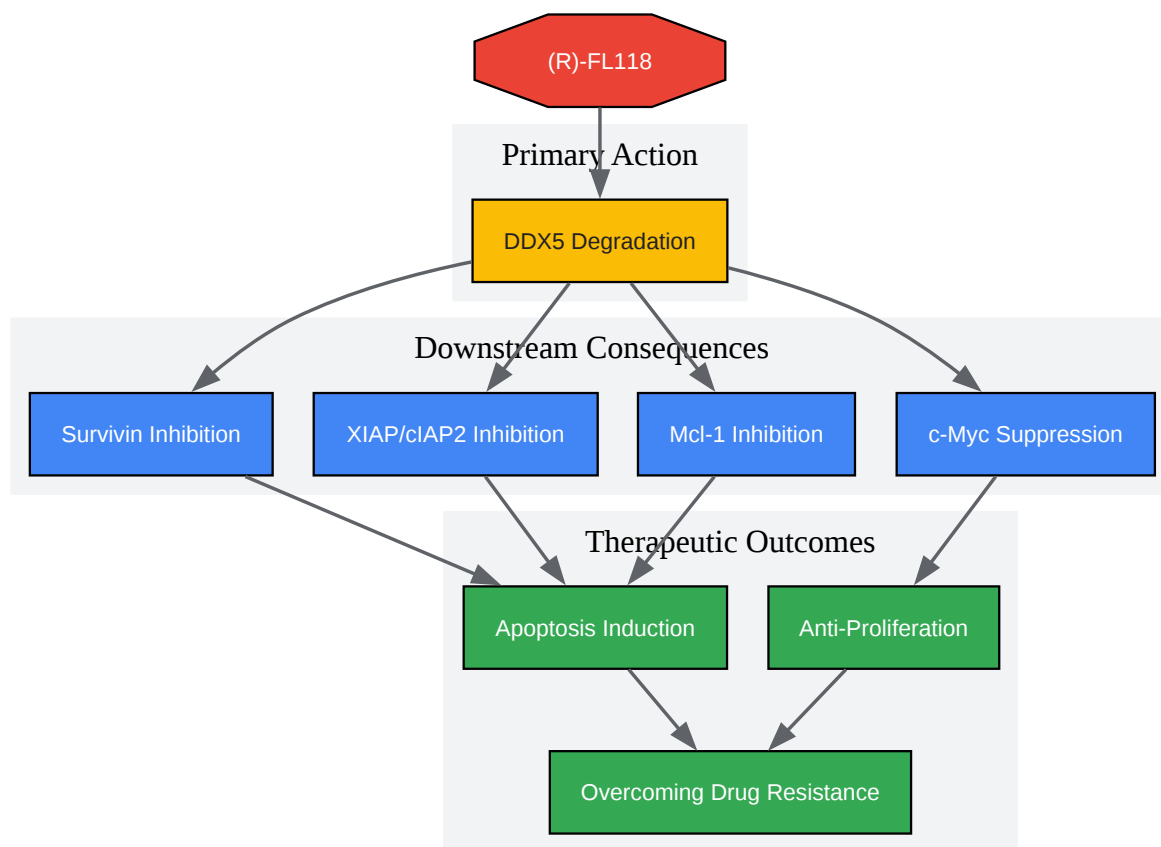 (R)-FL118
Primary Action
DDX5 Degradation
Downstream Consequences
Survivin Inhibition
XIAP/cIAP2 Inhibition
Mcl-1 Inhibition
c-Myc Suppression
Therapeutic Outcomes
Apoptosis Induction
Anti-Proliferation
Overcoming Drug Resistance